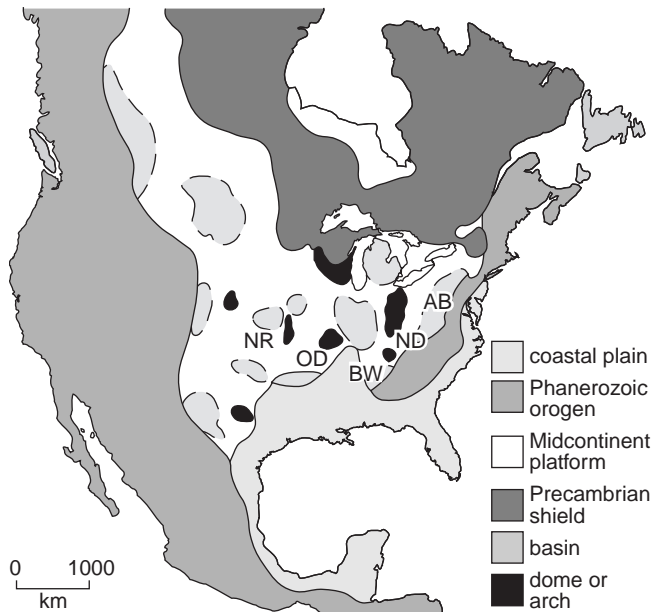 AB
NR
ND
OD
BW
coastal plain
Phanerozoic
orogen
Midcontinent
platform
Precambrian
shield
basin
dome or
arch
0 1000
km